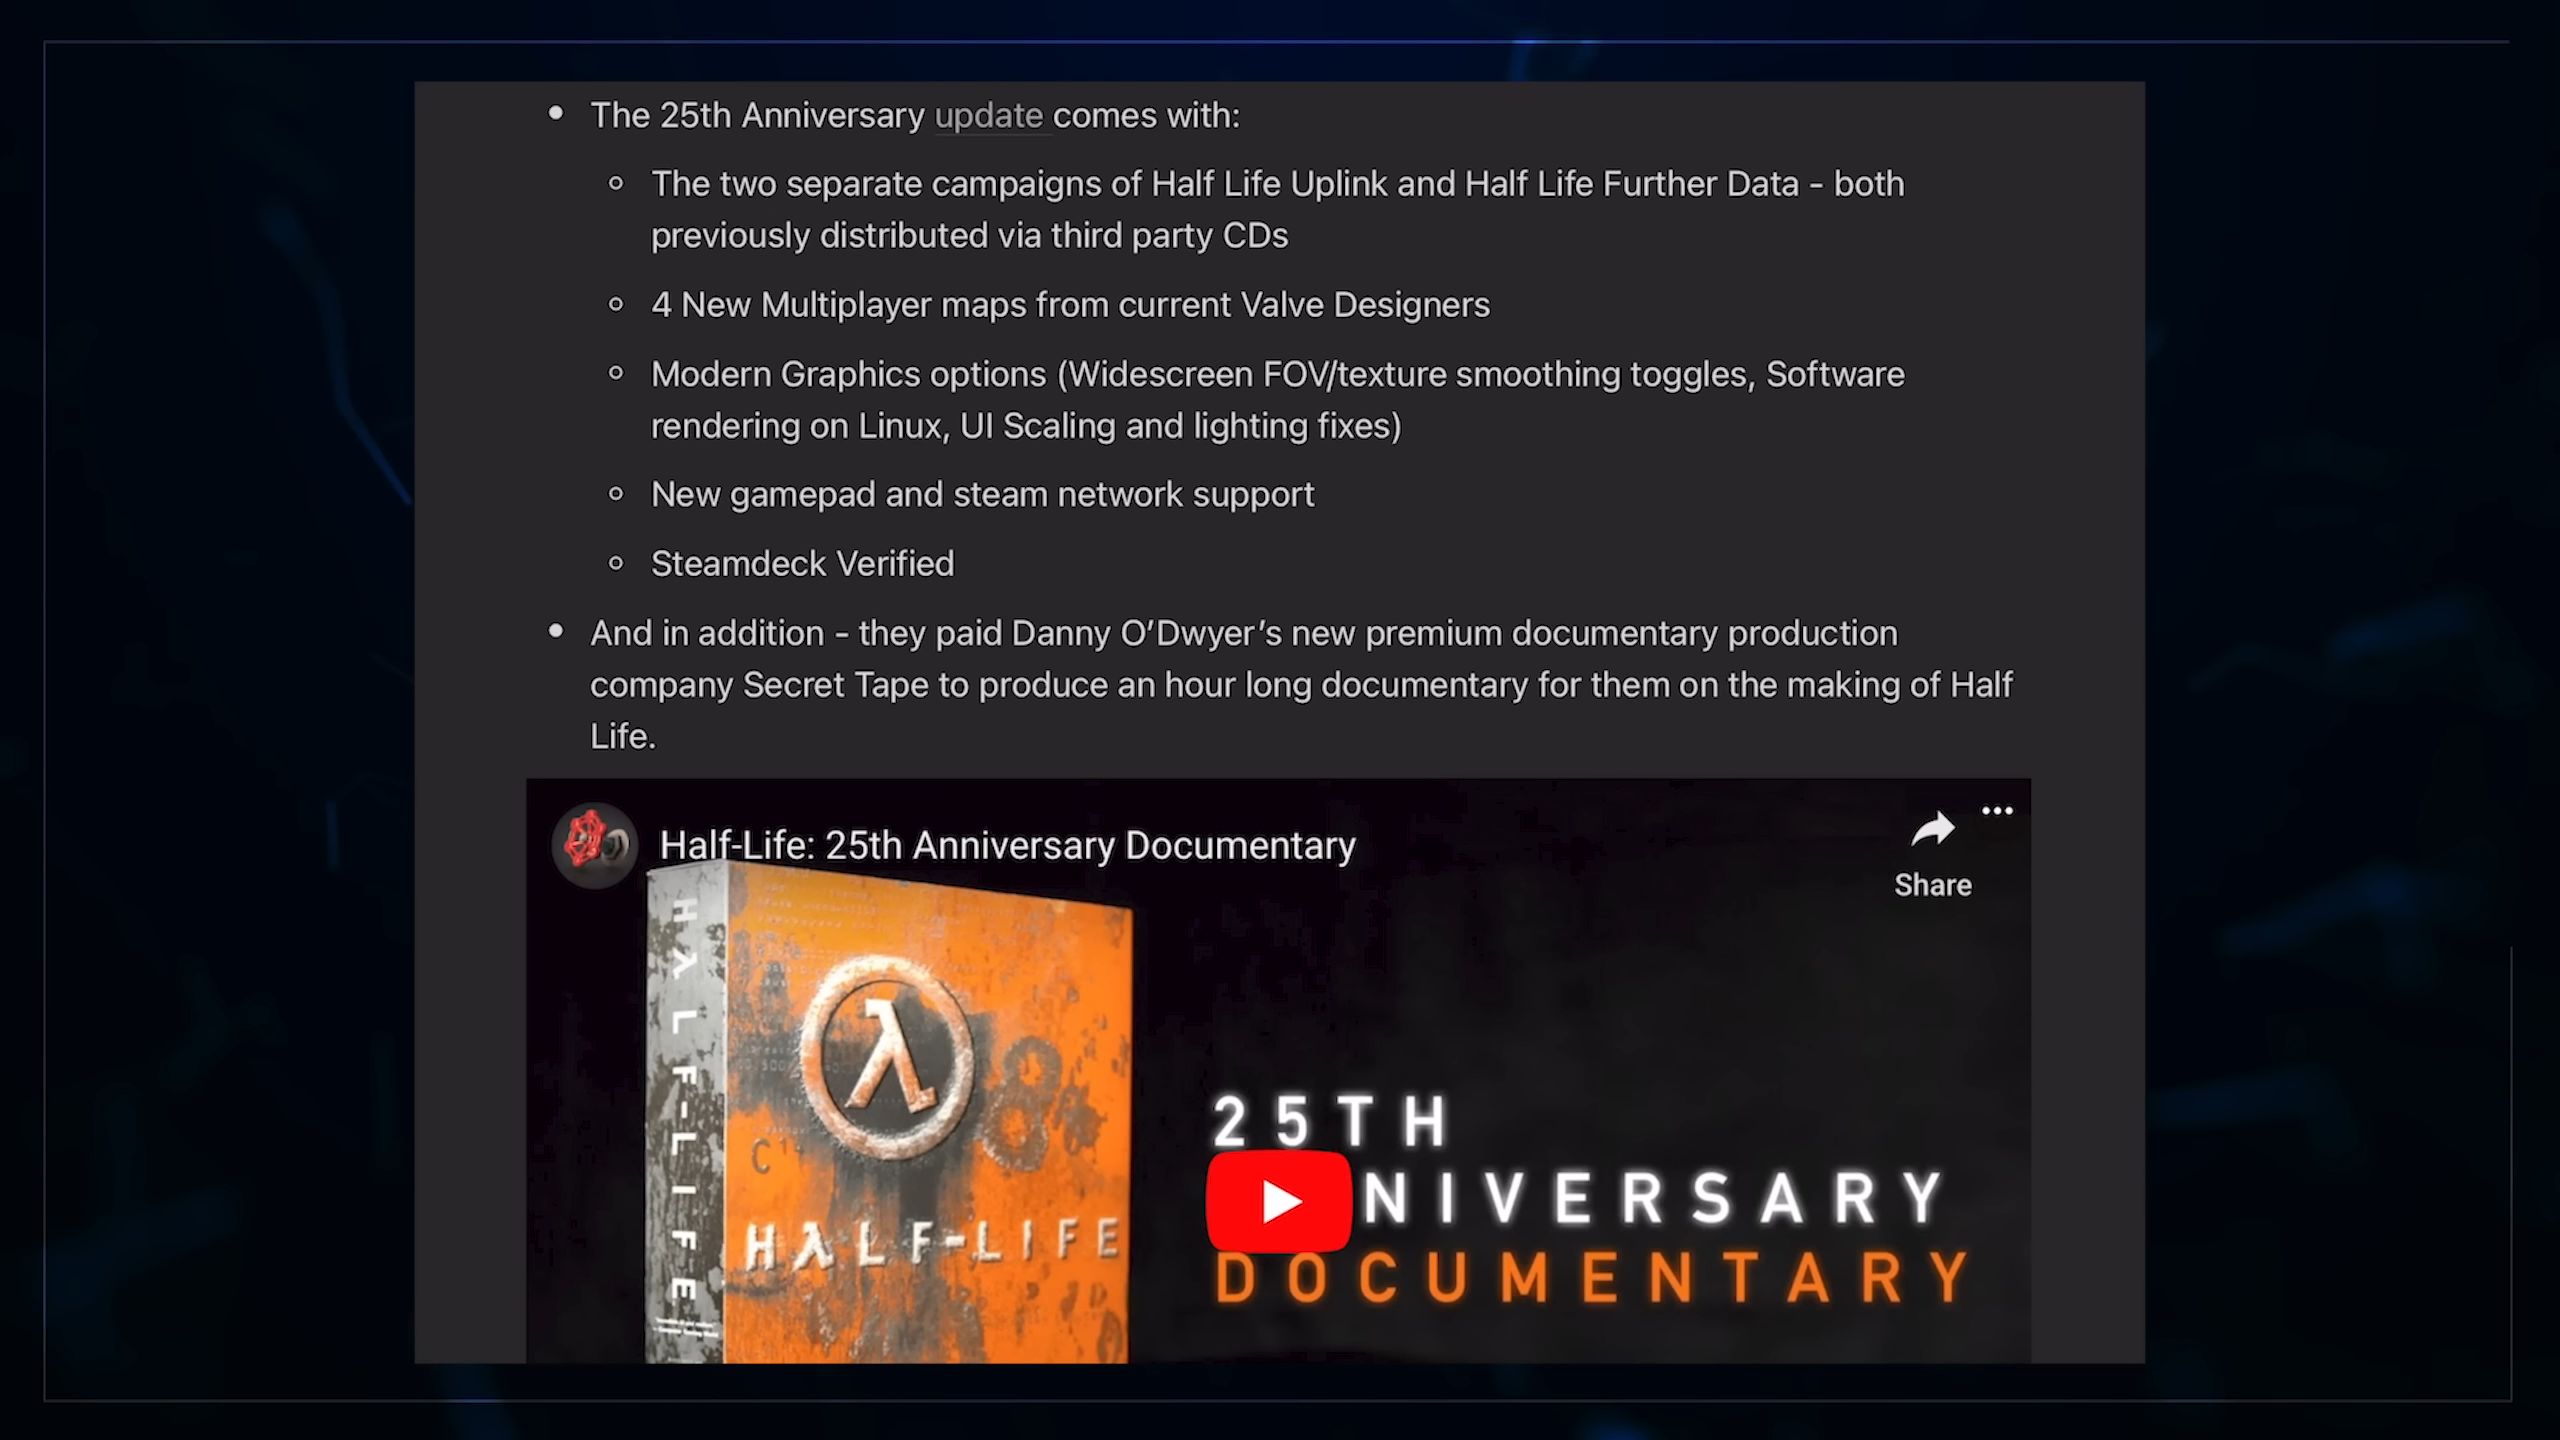 The 25th Anniversary update comes with:
The two separate campaigns of Half Life Uplink and Half Life Further Data - both
previously distributed via third party CDs
4 New Multiplayer maps from current Valve Designers
Modern Graphics options (Widescreen FOV/texture smoothing toggles, Software
rendering on Linux, UI Scaling and lighting fixes)
New gamepad and steam network support
Steamdeck Verified
And in addition - they paid Danny O’Dwyer’s new premium documentary production
company Secret Tape to produce an hour long documentary for them on the making of Half
Life.
Half-Life: 25th Anniversary Documentary
Share
HλLF-LIFE
HλLF-LIFE
25TH
NIVERSARY
DOCUMENTARY